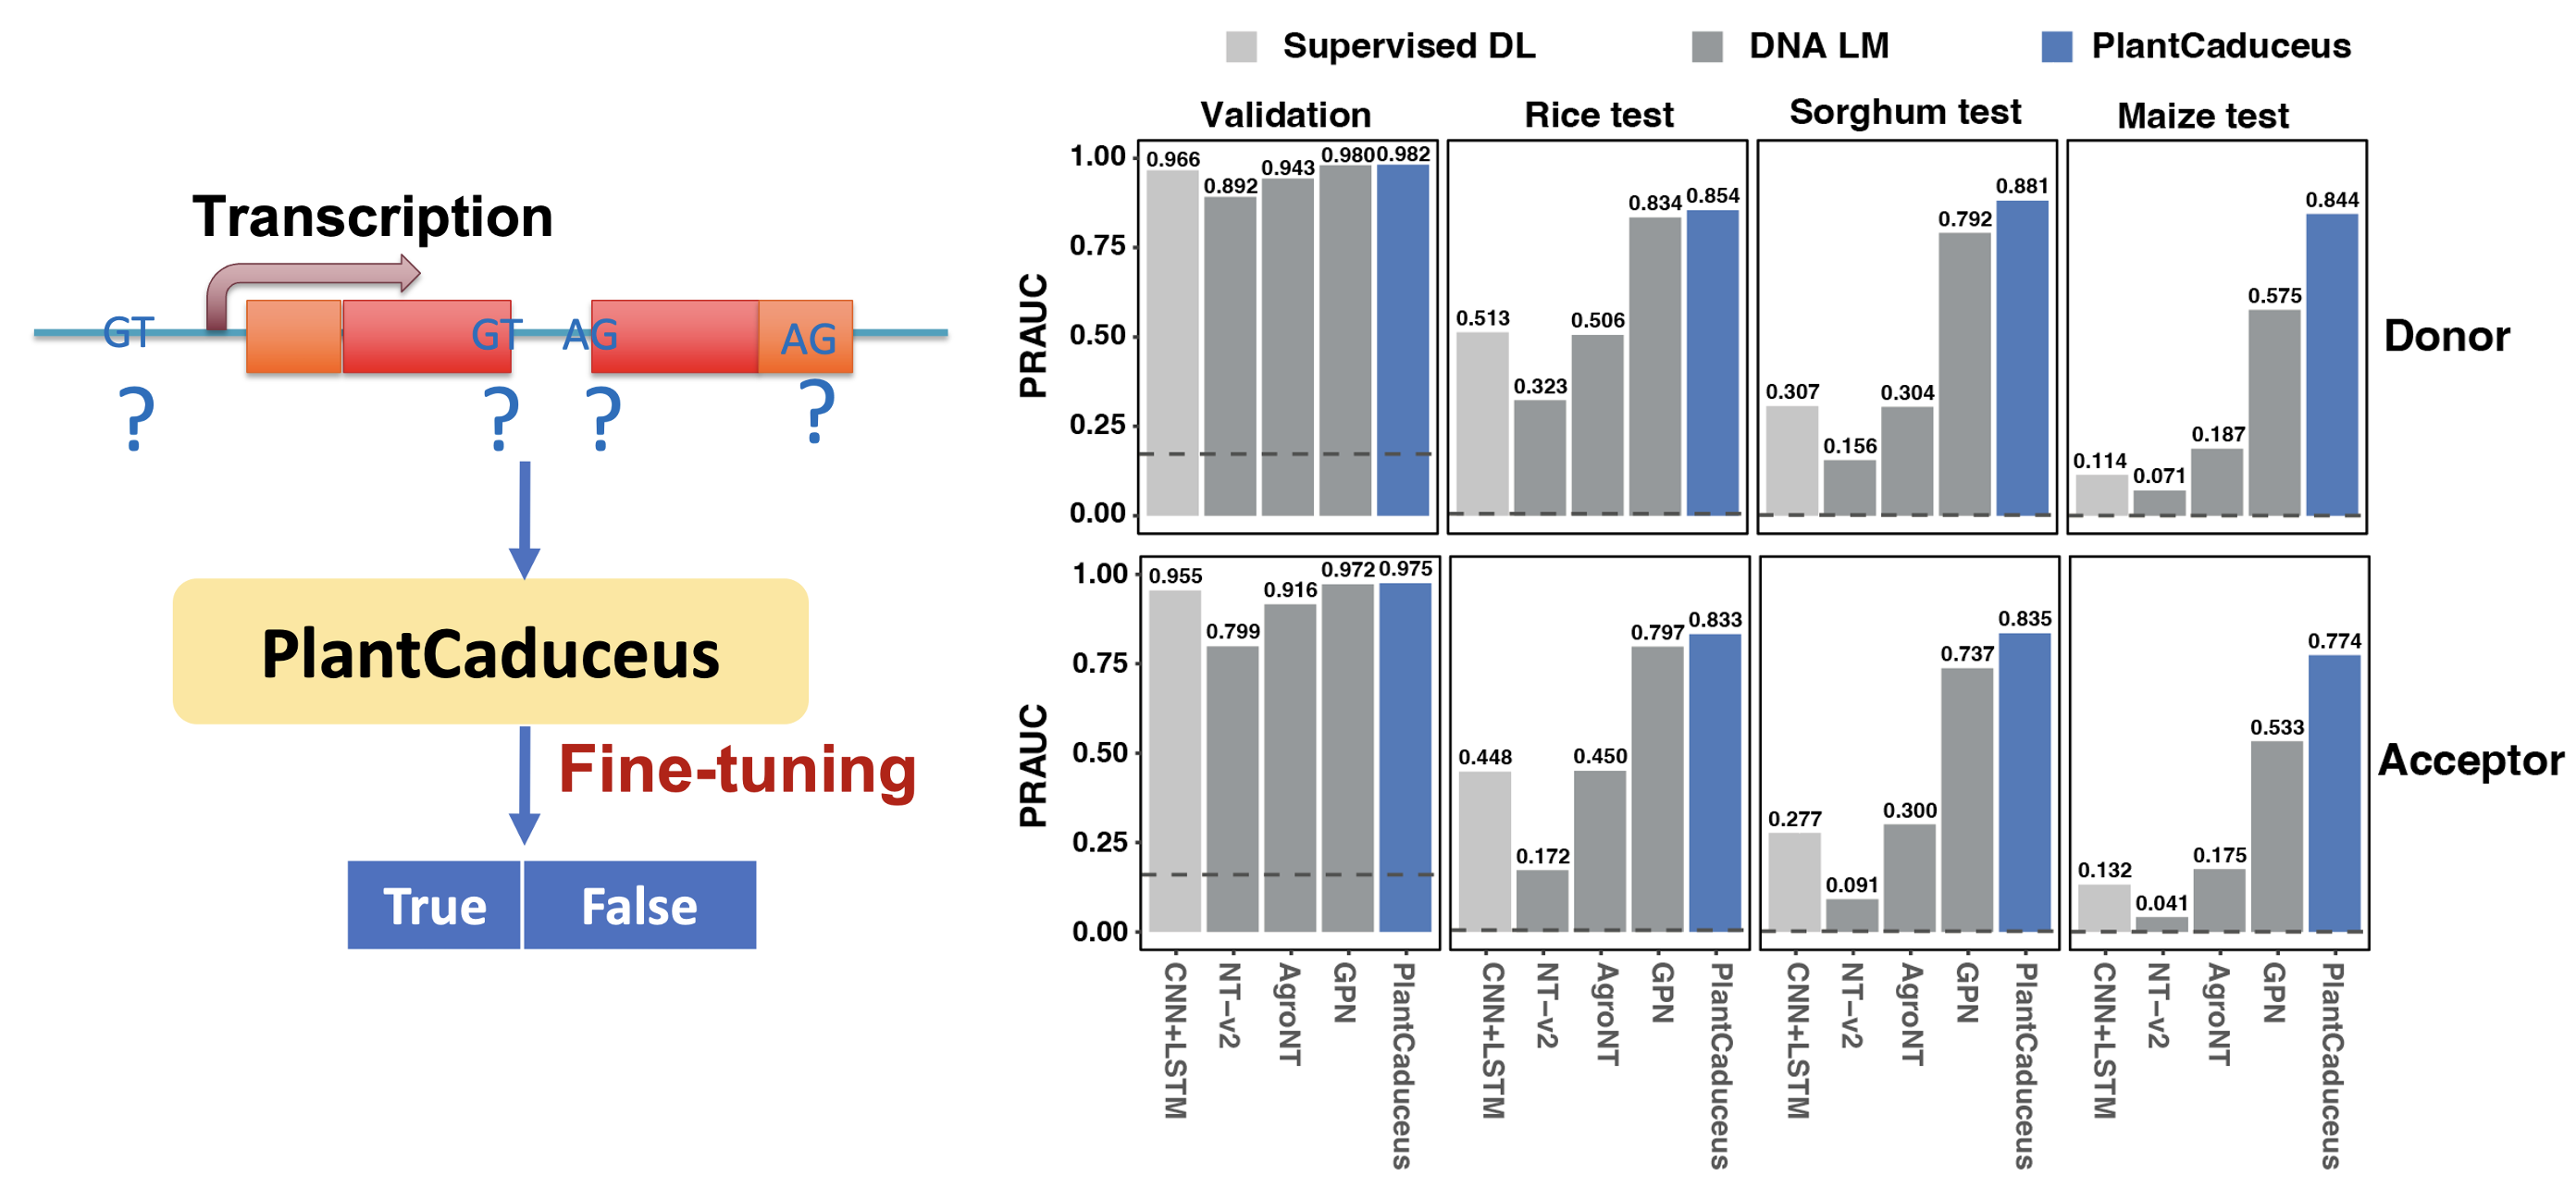 Transcription
GT
GT
AG
AG
?
?
?
?
PlantCaduceus
Fine-tuning
True
False
Supervised DL
DNA LM
PlantCaduceus
Validation
Rice test
Sorghum test
Maize test
PRAUC
1.00
0.75
0.50
0.25
0.00
0.966
0.892
0.943
0.980
0.982
0.513
0.323
0.506
0.834
0.854
0.307
0.156
0.304
0.792
0.881
0.114
0.071
0.187
0.575
0.844
Donor
PRAUC
1.00
0.75
0.50
0.25
0.00
0.955
0.799
0.916
0.972
0.975
0.448
0.172
0.450
0.797
0.833
0.277
0.091
0.300
0.737
0.835
0.132
0.041
0.175
0.533
0.774
Acceptor
CNN+LSTM
NT−v2
AgroNT
GPN
PlantCaduceus
CNN+LSTM
NT−v2
AgroNT
GPN
PlantCaduceus
CNN+LSTM
NT−v2
AgroNT
GPN
PlantCaduceus
CNN+LSTM
NT−v2
AgroNT
GPN
PlantCaduceus